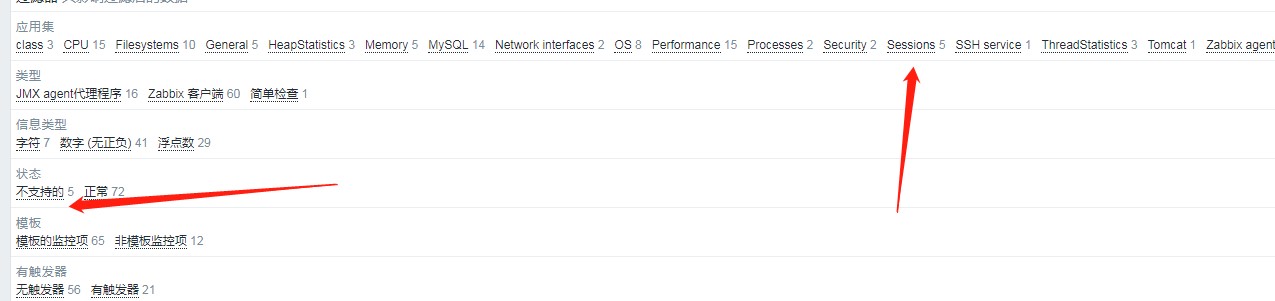 应用集
class 3 CPU 15 Filesystems 10 General 5 HeapStatistics 3 Memory 5 MySQL 14 Network interfaces 2 OS 8 Performance 15 Processes 2 Security 2 Sessions 5 SSH service 1 ThreadStatistics 3 Tomcat 1 Zabbix agent
类型
JMX agent代理程序 16 Zabbix 客户端 60 简单检查 1
信息类型
字符 7 数字 (无正负) 41 浮点数 29
状态
不支持的 5 正常 72
模板
模板的监控项 65 非模板监控项 12
有触发器
无触发器 56 有触发器 21